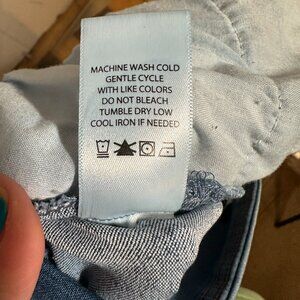 MACHINE WASH COLD
GENTLE CYCLE
WITH LIKE COLORS
DO NOT BLEACH
TUMBLE DRY LOW
COOL IRON IF NEEDED